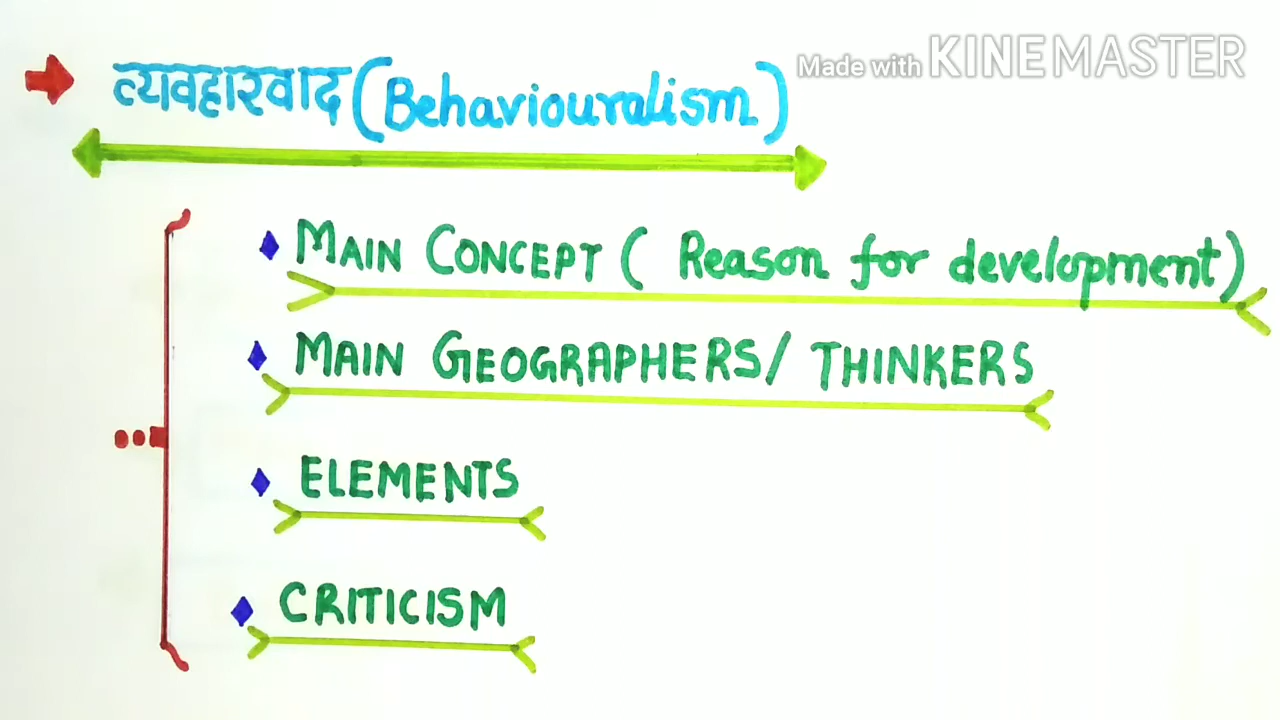 व्यवहारवाद (Behaviouralism)
Made with KINEMASTER
MAIN CONCEPT ( Reason for development)
MAIN GEOGRAPHERS/ THINKERS
ELEMENTS
CRITICISM